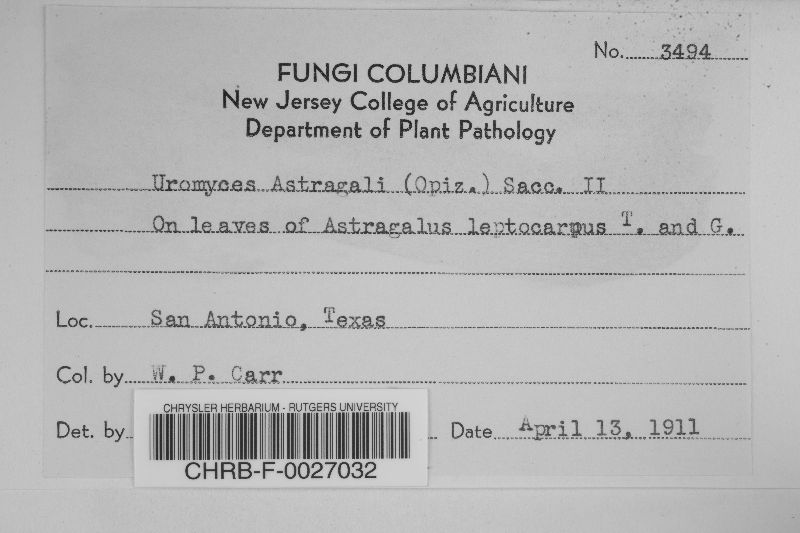 No. 3494
FUNGI COLUMBIANI
New Jersey College of Agriculture
Department of Plant Pathology
Uromyces Astragali (Opiz.) Sacc. II
On leaves of Astragalus leptocarpus T. and G.
Loc. San Antonio, Texas
Col. by W. P. Carr
Det. by Date April 13, 1911
CHRYSLER HERBARIUM - RUTGERS UNIVERSITY
CHRB-F-0027032